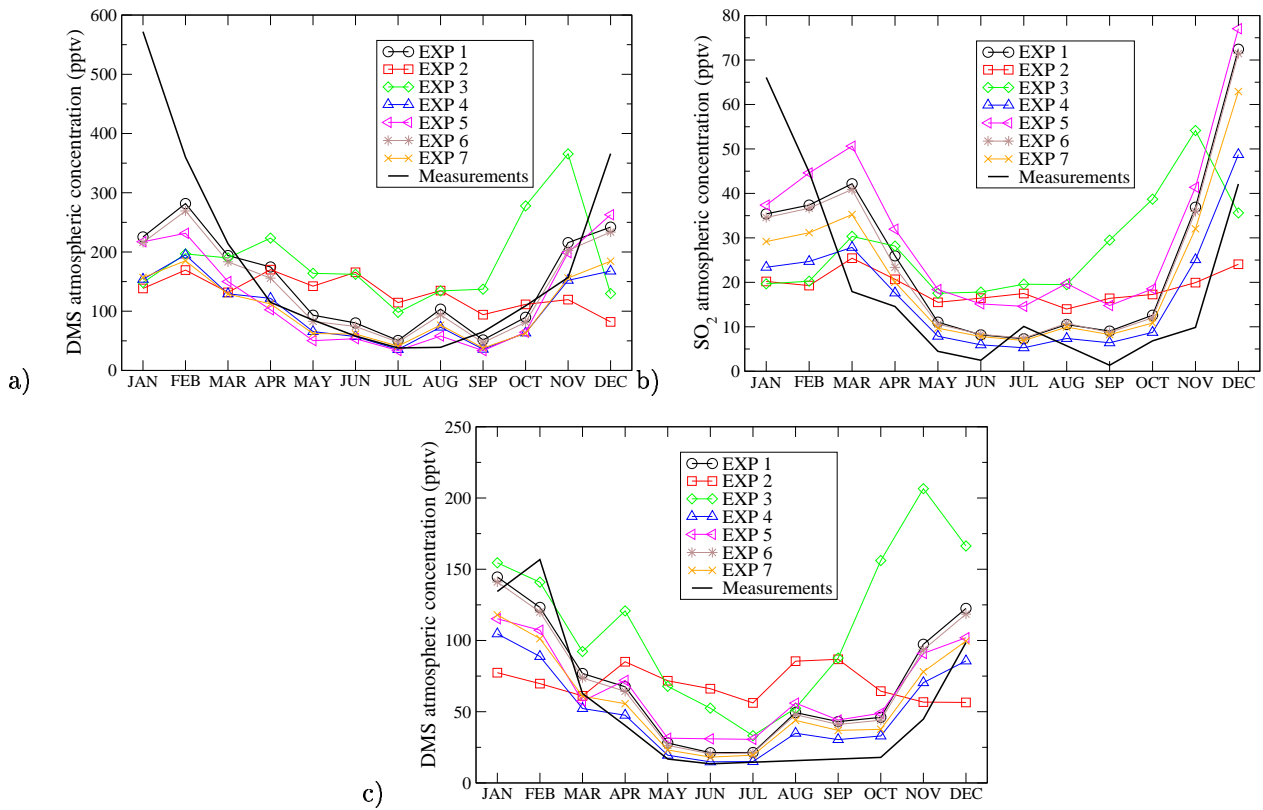 DMS atmospheric concentration (pptv)
600
500
400
300
200
100
0
EXP 1
EXP 2
EXP 3
EXP 4
EXP 5
EXP 6
EXP 7
Measurements
JAN FEB MAR APR MAY JUN JUL AUG SEP OCT NOV DEC
a)
SO2 atmospheric concentration (pptv)
80
70
60
50
40
30
20
10
0
EXP 1
EXP 2
EXP 3
EXP 4
EXP 5
EXP 6
EXP 7
Measurements
JAN FEB MAR APR MAY JUN JUL AUG SEP OCT NOV DEC
b)
DMS atmospheric concentration (pptv)
250
200
150
100
50
0
EXP 1
EXP 2
EXP 3
EXP 4
EXP 5
EXP 6
EXP 7
Measurements
JAN FEB MAR APR MAY JUN JUL AUG SEP OCT NOV DEC
c)